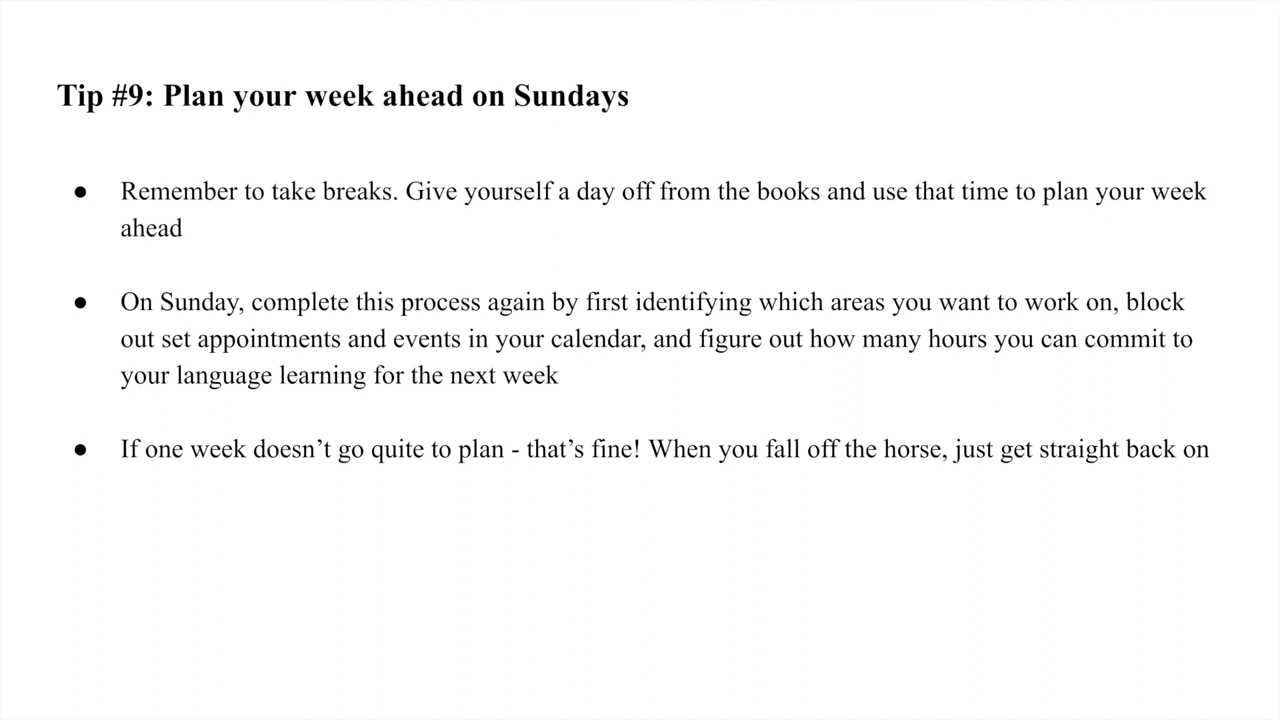 Tip #9: Plan your week ahead on Sundays
● Remember to take breaks. Give yourself a day off from the books and use that time to plan your week
ahead
● On Sunday, complete this process again by first identifying which areas you want to work on, block
out set appointments and events in your calendar, and figure out how many hours you can commit to
your language learning for the next week
● If one week doesn’t go quite to plan - that’s fine! When you fall off the horse, just get straight back on